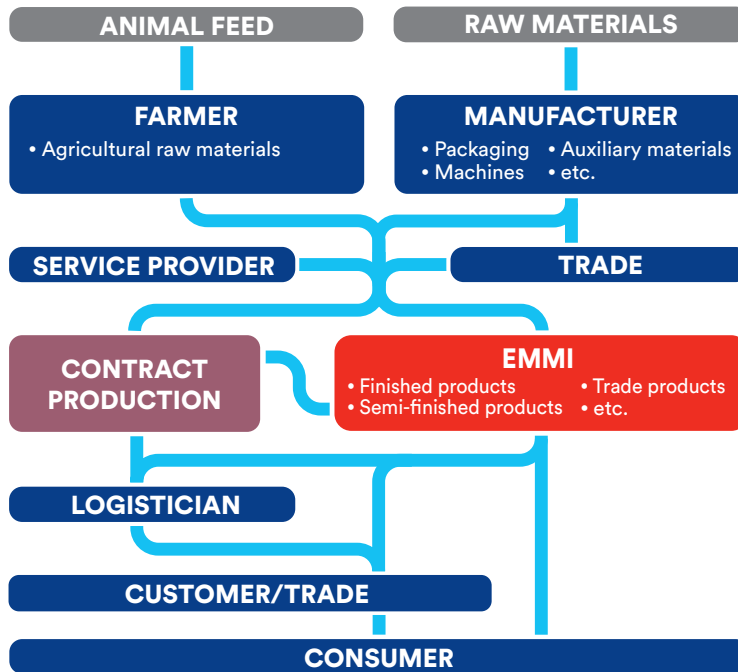 ANIMAL FEED
RAW MATERIALS
FARMER
• Agricultural raw materials
MANUFACTURER
• Packaging • Auxiliary materials
• Machines • etc.
SERVICE PROVIDER
TRADE
CONTRACT
PRODUCTION
EMMI
• Finished products • Trade products
• Semi-finished products • etc.
LOGISTICIAN
CUSTOMER/TRADE
CONSUMER